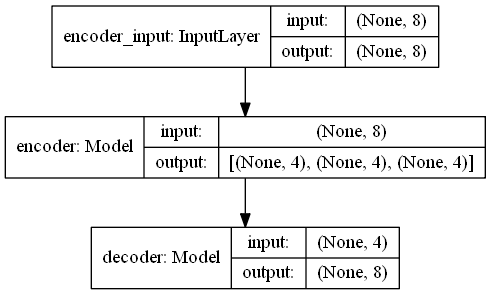 encoder_input: InputLayer
input: (None, 8)
output: (None, 8)
encoder: Model
input: (None, 8)
output: [(None, 4), (None, 4), (None, 4)]
decoder: Model
input: (None, 4)
output: (None, 8)